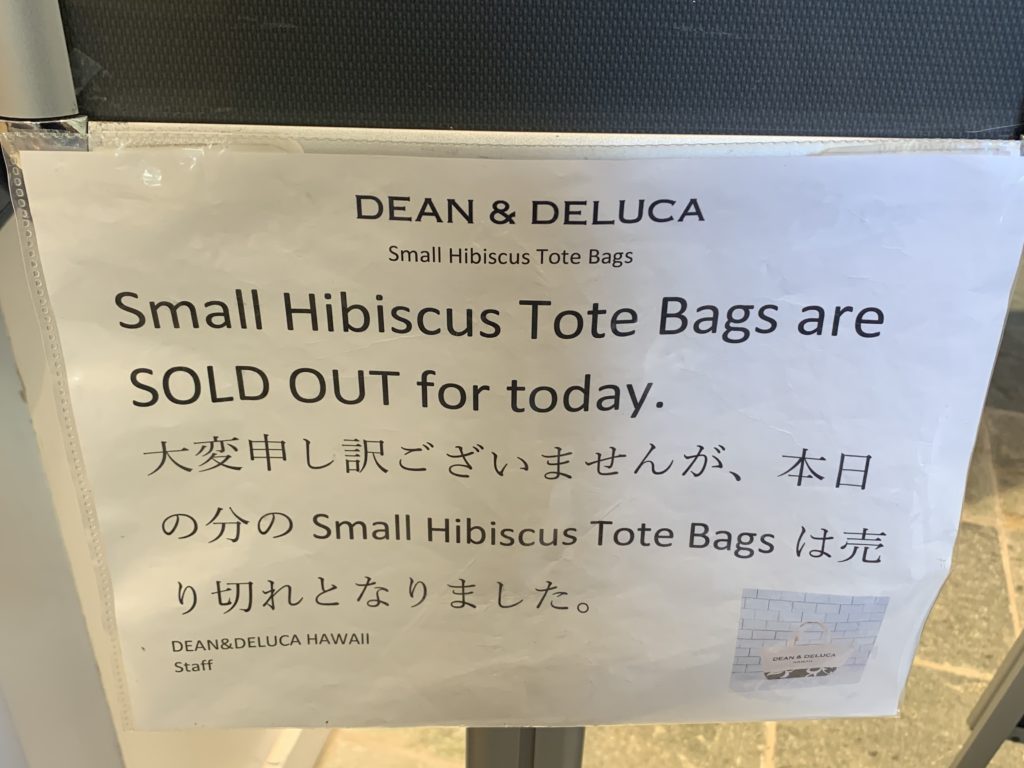 DEAN & DELUCA
Small Hibiscus Tote Bags
Small Hibiscus Tote Bags are
SOLD OUT for today.
大変申し訳ございませんが、本日
の分の Small Hibiscus Tote Bags は売
り切れとなりました。
DEAN&DELUCA HAWAII
Staff
DEAN & DELUCA
HAWAII